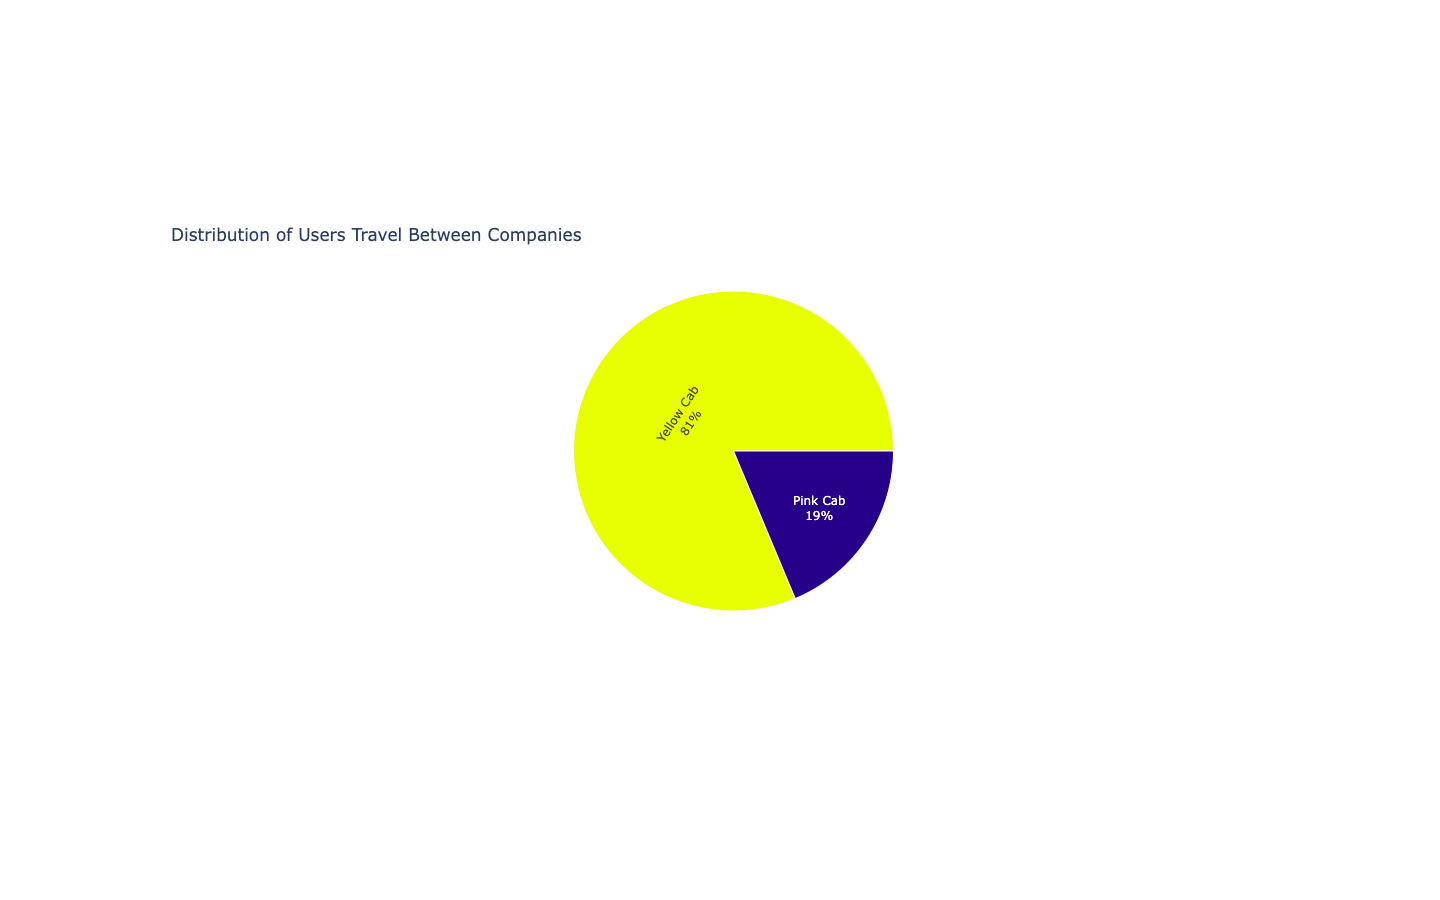 Distribution of Users Travel Between Companies
Yellow Cab
81%
Pink Cab
19%